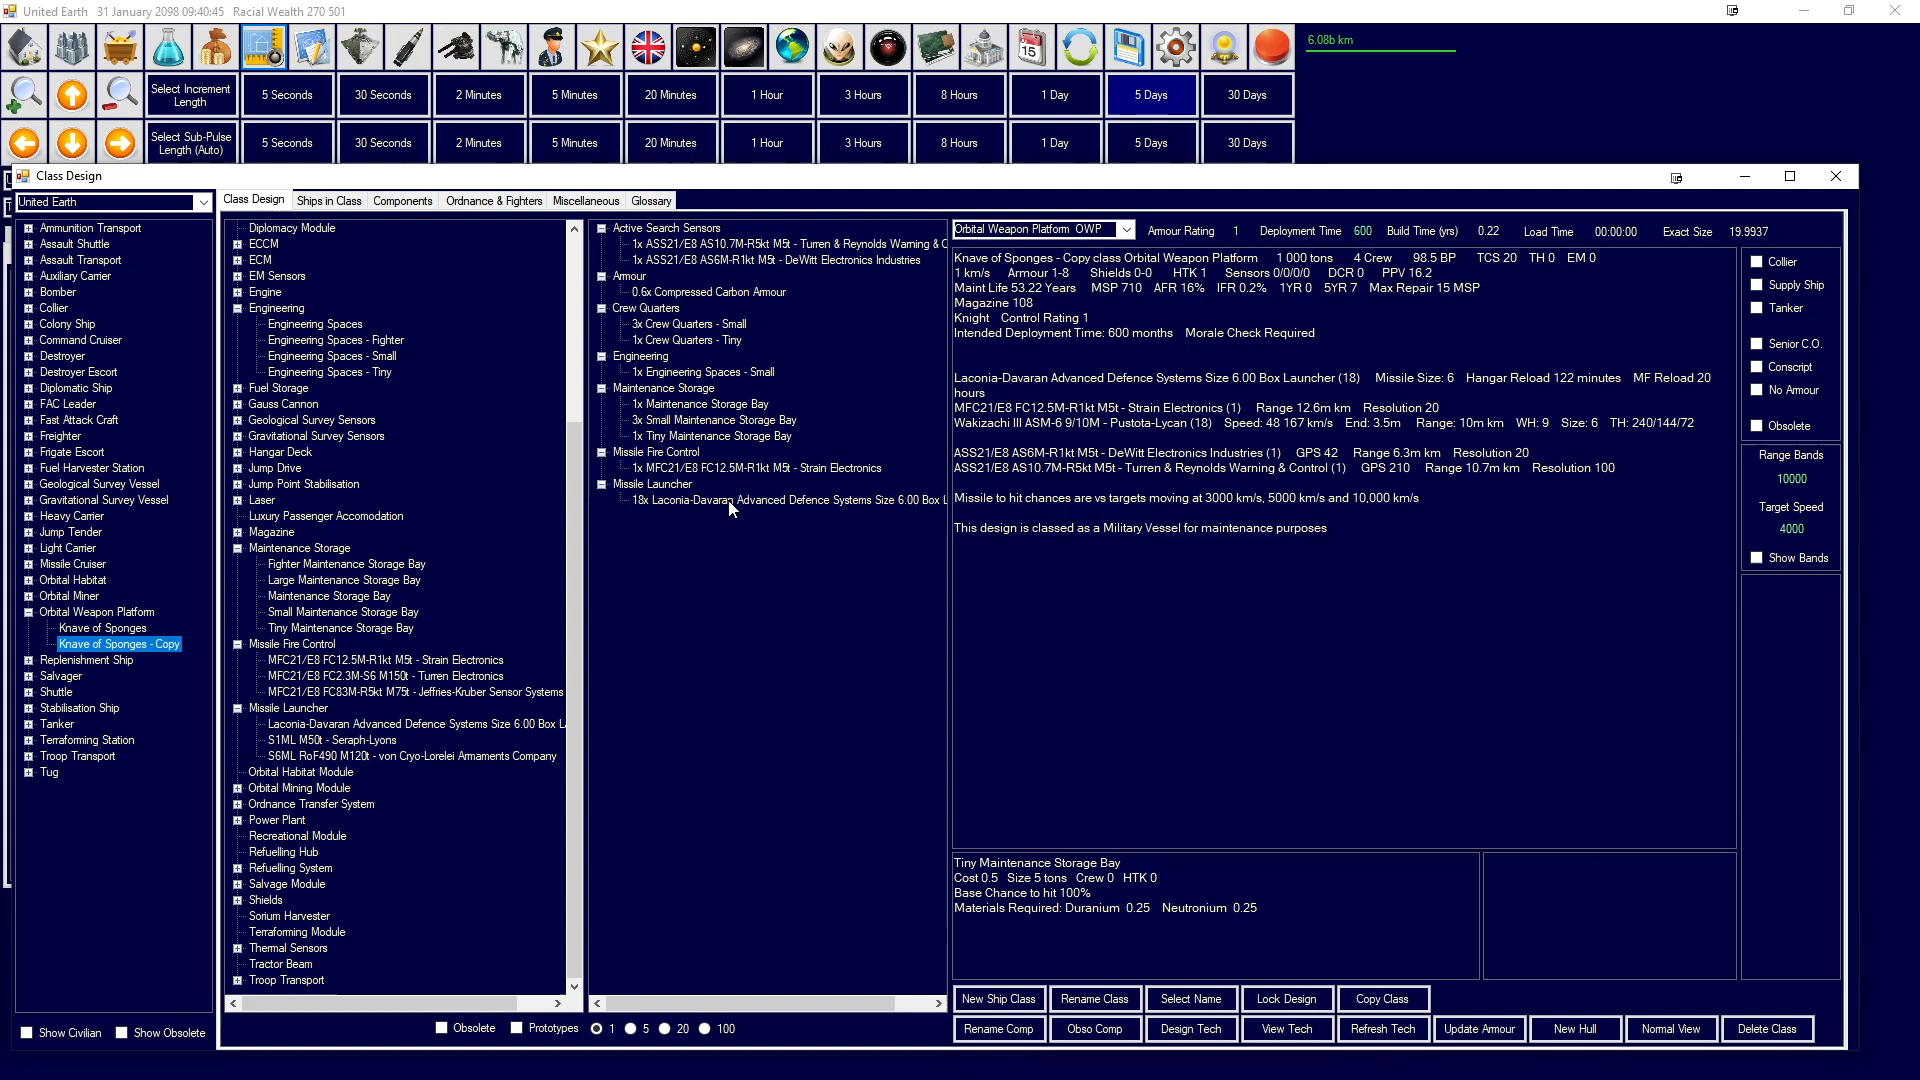 United Earth 31 January 2098 09:40:45 Racial Wealth 270 501
6.08b km
Select Increment Length 5 Seconds 30 Seconds 2 Minutes 5 Minutes 20 Minutes 1 Hour 3 Hours 8 Hours 1 Day 5 Days 30 Days
Select Sub-Pulse Length (Auto) 5 Seconds 30 Seconds 2 Minutes 5 Minutes 20 Minutes 1 Hour 3 Hours 8 Hours 1 Day 5 Days 30 Days
Class Design
United Earth
Class Design Ships in Class Components Ordnance & Fighters Miscellaneous Glossary
Ammunition Transport
Assault Shuttle
Assault Transport
Auxiliary Carrier
Bomber
Collier
Colony Ship
Command Cruiser
Destroyer
Destroyer Escort
Diplomatic Ship
FAC Leader
Fast Attack Craft
Freighter
Frigate Escort
Fuel Harvester Station
Geological Survey Vessel
Gravitational Survey Vessel
Heavy Carrier
Jump Tender
Light Carrier
Missile Cruiser
Orbital Habitat
Orbital Miner
Orbital Weapon Platform
Knave of Sponges
Knave of Sponges - Copy
Replenishment Ship
Salvager
Shuttle
Stabilisation Ship
Tanker
Terraforming Station
Troop Transport
Tug
Show Civilian Show Obsolete
Diplomacy Module
ECCM
ECM
EM Sensors
Engine
Engineering
Engineering Spaces
Engineering Spaces - Fighter
Engineering Spaces - Small
Engineering Spaces - Tiny
Fuel Storage
Gauss Cannon
Geological Survey Sensors
Gravitational Survey Sensors
Hangar Deck
Jump Drive
Jump Point Stabilisation
Laser
Luxury Passenger Accomodation
Magazine
Maintenance Storage
Fighter Maintenance Storage Bay
Large Maintenance Storage Bay
Maintenance Storage Bay
Small Maintenance Storage Bay
Tiny Maintenance Storage Bay
Missile Fire Control
MFC21/E8 FC12.5M-R1kt M5t - Strain Electronics
MFC21/E8 FC2.3M-S6 M150t - Turren Electronics
MFC21/E8 FC83M-R5kt M75t - Jeffries-Kruber Sensor Systems
Missile Launcher
Laconia-Davaran Advanced Defence Systems Size 6.00 Box L
S1ML M50t - Seraph-Lyons
S6ML RoF490 M120t - von Cryo-Lorelei Armaments Company
Orbital Habitat Module
Orbital Mining Module
Ordnance Transfer System
Power Plant
Recreational Module
Refuelling Hub
Refuelling System
Salvage Module
Shields
Sorium Harvester
Terraforming Module
Thermal Sensors
Tractor Beam
Troop Transport
Obsolete Prototypes 1 5 20 100
Active Search Sensors
1x ASS21/E8 AS10.7M-R5kt M5t - Turren & Reynolds Warning & C
1x ASS21/E8 AS6M-R1kt M5t - DeWitt Electronics Industries
Armour
0.6x Compressed Carbon Armour
Crew Quarters
3x Crew Quarters - Small
1x Crew Quarters - Tiny
Engineering
1x Engineering Spaces - Small
Maintenance Storage
1x Maintenance Storage Bay
3x Small Maintenance Storage Bay
1x Tiny Maintenance Storage Bay
Missile Fire Control
1x MFC21/E8 FC12.5M-R1kt M5t - Strain Electronics
Missile Launcher
18x Laconia-Davaran Advanced Defence Systems Size 6.00 Box L
Orbital Weapon Platform OWP Armour Rating 1 Deployment Time 600 Build Time (yrs) 0.22 Load Time 00:00:00 Exact Size 19.9937
Knave of Sponges - Copy class Orbital Weapon Platform 1 000 tons 4 Crew 98.5 BP TCS 20 TH 0 EM 0
1 km/s Armour 1-8 Shields 0-0 HTK 1 Sensors 0/0/0/0 DCR 0 PPV 16.2
Maint Life 53.22 Years MSP 710 AFR 16% IFR 0.2% 1YR 0 5YR 7 Max Repair 15 MSP
Magazine 108
Knight Control Rating 1
Intended Deployment Time: 600 months Morale Check Required
Laconia-Davaran Advanced Defence Systems Size 6.00 Box Launcher (18) Missile Size: 6 Hangar Reload 122 minutes MF Reload 20
hours
MFC21/E8 FC12.5M-R1kt M5t - Strain Electronics (1) Range 12.6m km Resolution 20
Wakizachi III ASM-6 9/10M - Pustota-Lycan (18) Speed: 48 167 km/s End: 3.5m Range: 10m km WH: 9 Size: 6 TH: 240/144/72
ASS21/E8 AS6M-R1kt M5t - DeWitt Electronics Industries (1) GPS 42 Range 6.3m km Resolution 20
ASS21/E8 AS10.7M-R5kt M5t - Turren & Reynolds Warning & Control (1) GPS 210 Range 10.7m km Resolution 100
Missile to hit chances are vs targets moving at 3000 km/s, 5000 km/s and 10,000 km/s
This design is classed as a Military Vessel for maintenance purposes
Tiny Maintenance Storage Bay
Cost 0.5 Size 5 tons Crew 0 HTK 0
Base Chance to hit 100%
Materials Required: Duranium 0.25 Neutronium 0.25
Collier
Supply Ship
Tanker
Senior C.O.
Conscript
No Armour
Obsolete
Range Bands
10000
Target Speed
4000
Show Bands
New Ship Class Rename Class Select Name Lock Design Copy Class
Rename Comp Obso Comp Design Tech View Tech Refresh Tech Update Armour New Hull Normal View Delete Class